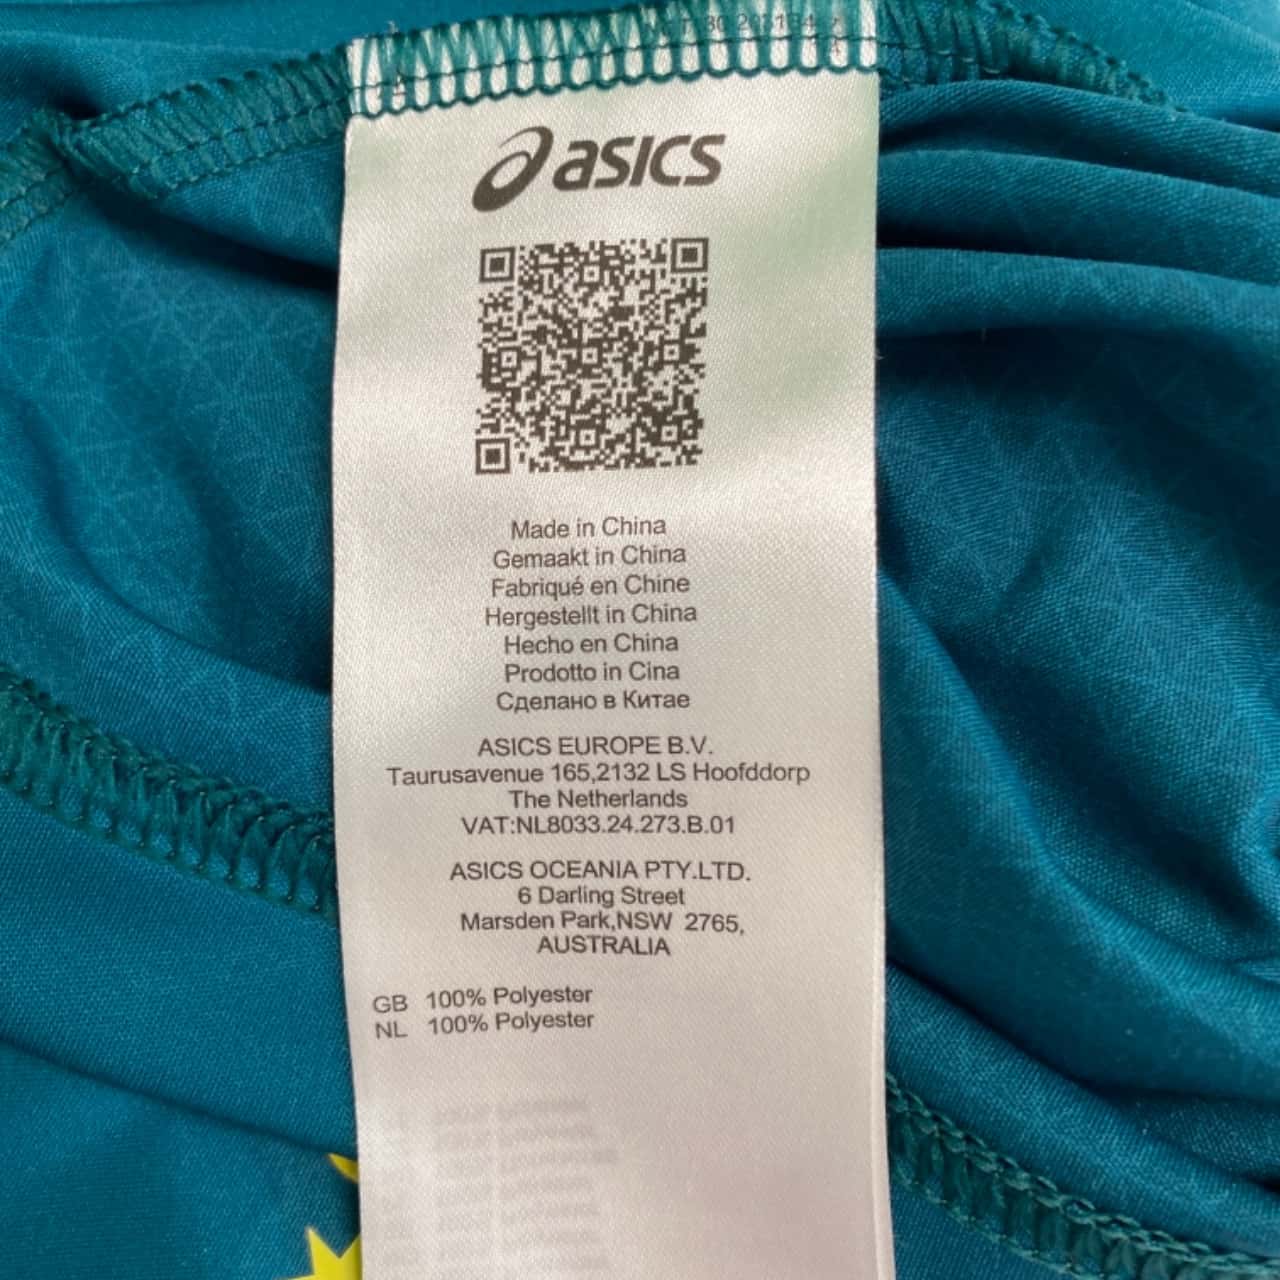 asics
Made in China
Gemaakt in China
Fabriqué en Chine
Hergestellt in China
Hecho en China
Prodotto in Cina
Сделано в Китае
ASICS EUROPE B.V.
Taurusavenue 165,2132 LS Hoofddorp
The Netherlands
VAT:NL8033.24.273.B.01
ASICS OCEANIA PTY.LTD.
6 Darling Street
Marsden Park,NSW 2765,
AUSTRALIA
GB 100% Polyester
NL 100% Polyester